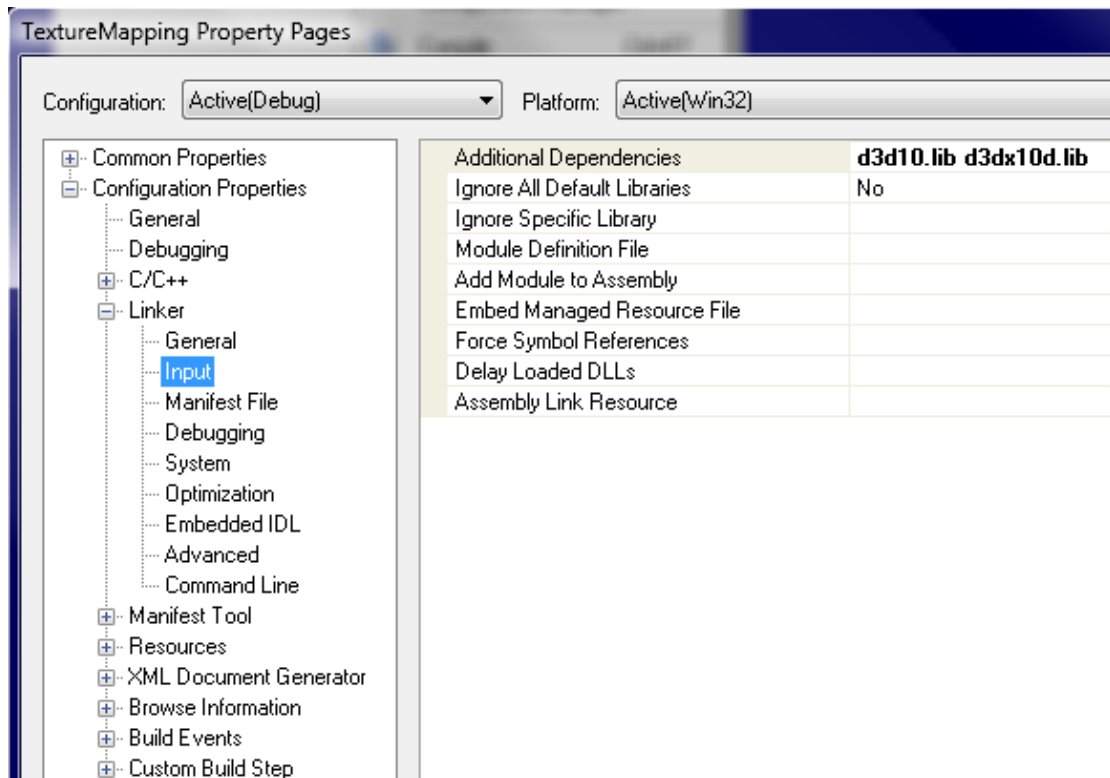 TextureMapping Property Pages
Configuration: Active(Debug) Platform: Active(Win32)
Common Properties
Configuration Properties
General
Debugging
C/C++
Linker
General
Input
Manifest File
Debugging
System
Optimization
Embedded IDL
Advanced
Command Line
Manifest Tool
Resources
XML Document Generator
Browse Information
Build Events
Custom Build Step
Additional Dependencies d3d10.lib d3dx10d.lib
Ignore All Default Libraries No
Ignore Specific Library
Module Definition File
Add Module to Assembly
Embed Managed Resource File
Force Symbol References
Delay Loaded DLLs
Assembly Link Resource